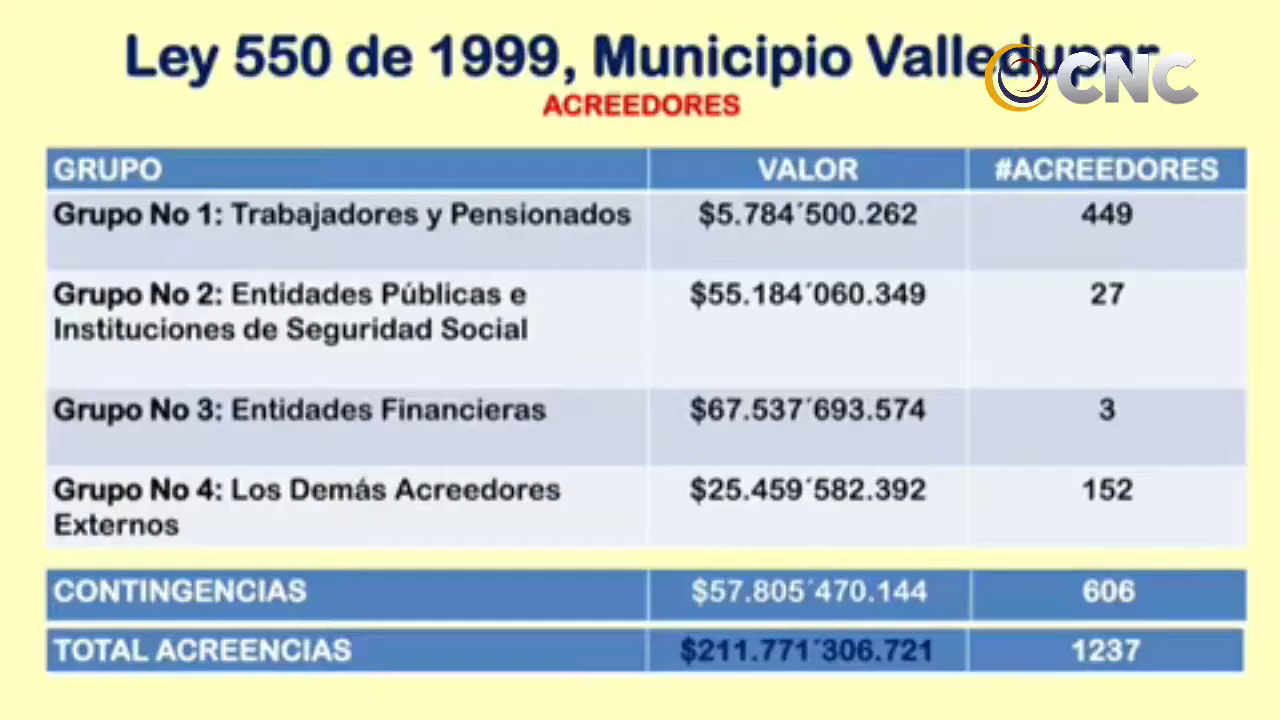 Ley 550 de 1999, Municipio Valledupar
CNC
ACREEDORES
GRUPO VALOR #ACREEDORES
Grupo No 1: Trabajadores y Pensionados $5.784´500.262 449
Grupo No 2: Entidades Públicas e $55.184´060.349 27
Instituciones de Seguridad Social
Grupo No 3: Entidades Financieras $67.537´693.574 3
Grupo No 4: Los Demás Acreedores $25.459´582.392 152
Externos
CONTINGENCIAS $57.805´470.144 606
TOTAL ACREENCIAS $211.771´306.721 1237